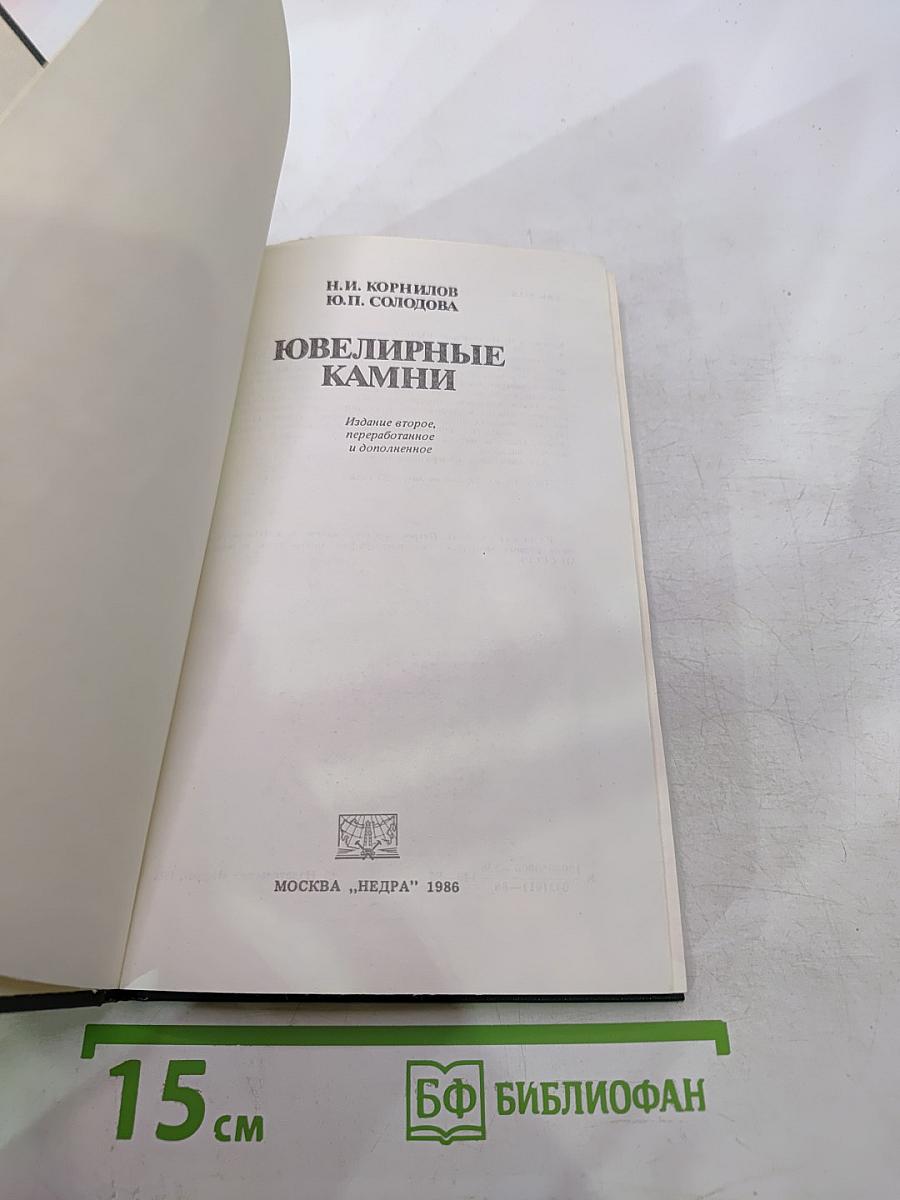 Н.И. КОРНИЛОВ
Ю.П. СОЛОДОВА
ЮВЕЛИРНЫЕ
КАМНИ
Издание второе,
переработанное
и дополненное
МОСКВА „НЕДРА" 1986
15 см
БФ БИБЛИОФАН